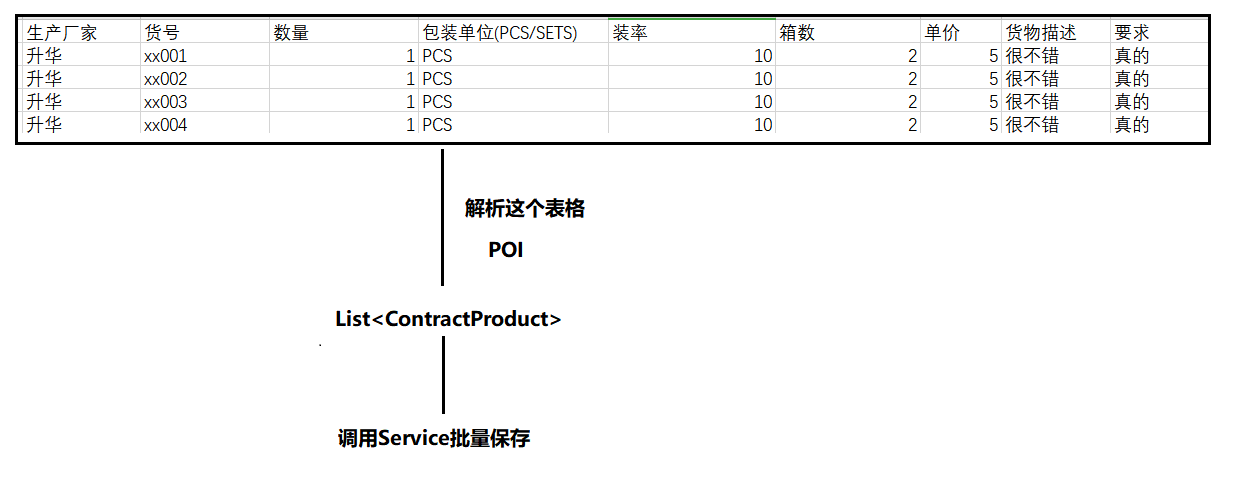 生产厂家 货号 数量 包装单位(PCS/SETS) 装率 箱数 单价 货物描述 要求
升华 xx001 1 PCS 10 2 5 很不错 真的
升华 xx002 1 PCS 10 2 5 很不错 真的
升华 xx003 1 PCS 10 2 5 很不错 真的
升华 xx004 1 PCS 10 2 5 很不错 真的
解析这个表格
POI
List<ContractProduct>
调用Service批量保存